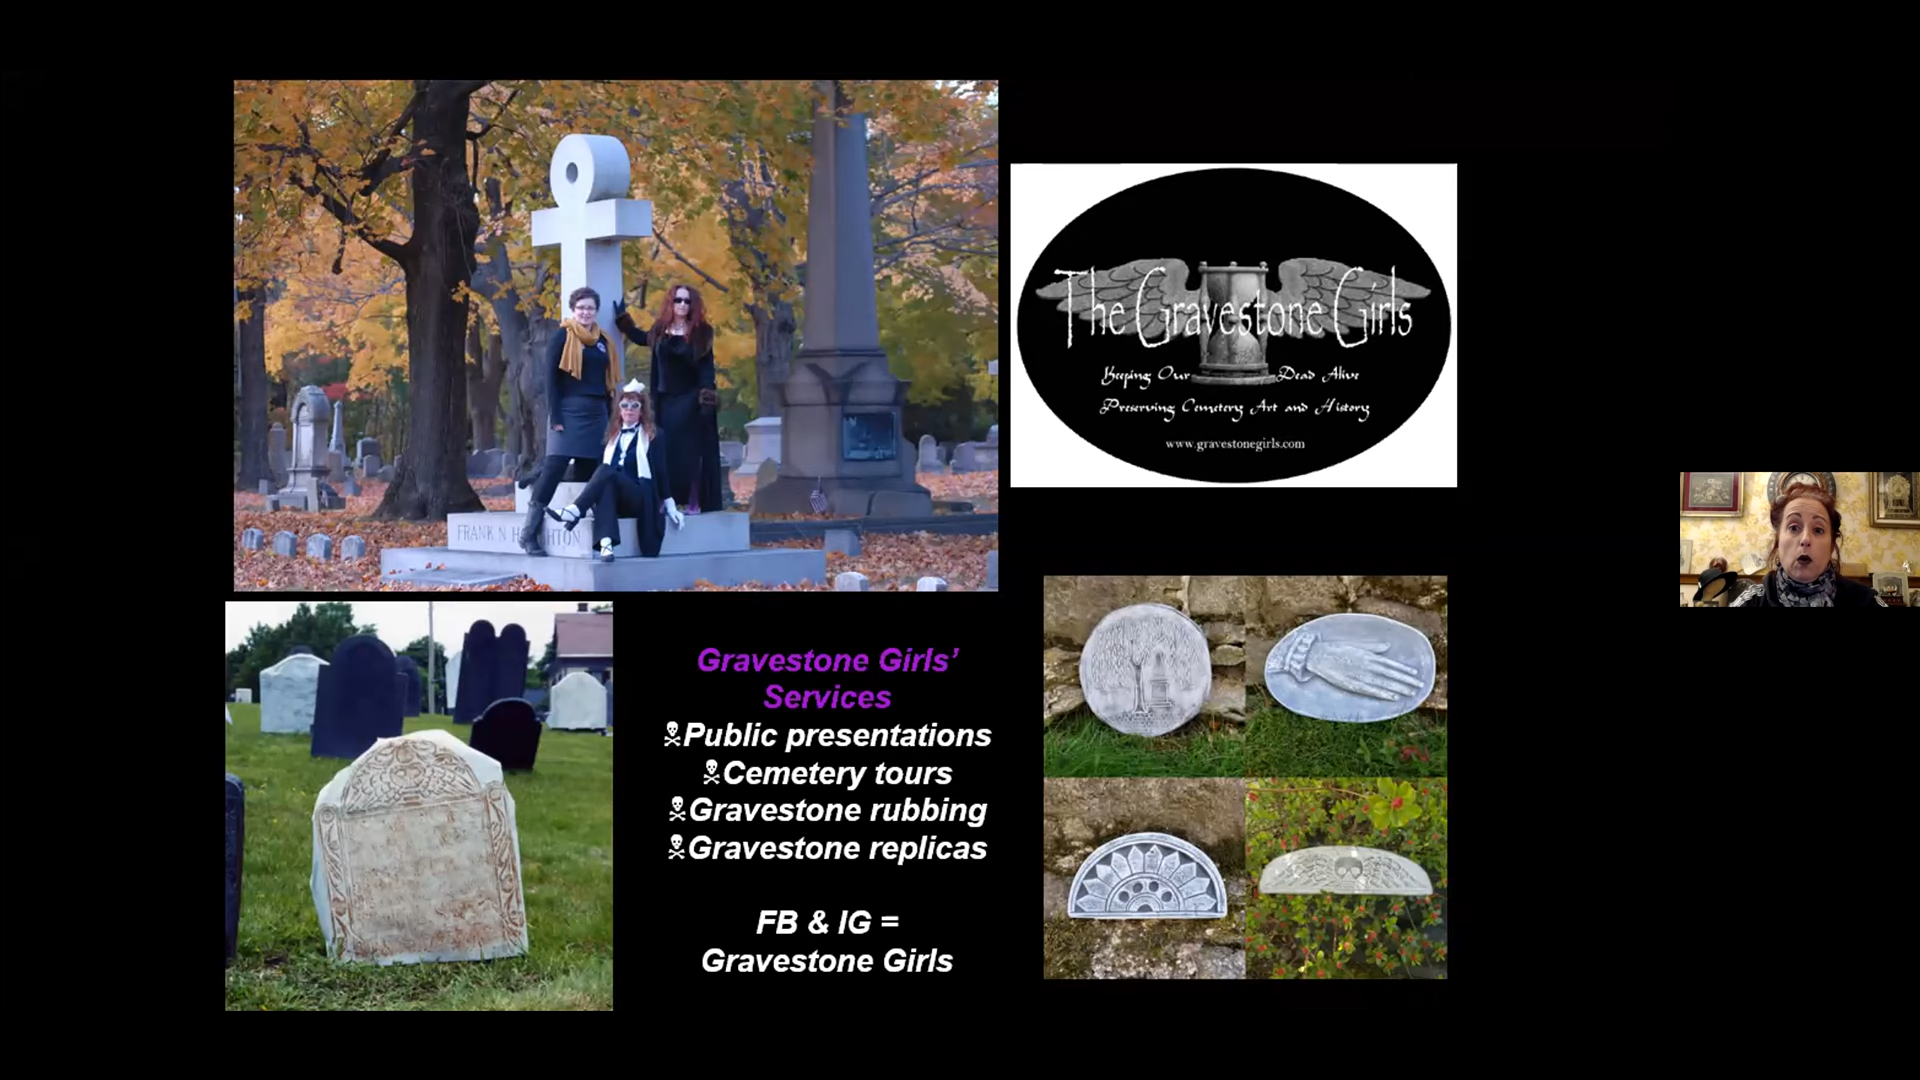 FRANK N H
HTON
The Gravestone Girls
Keeping Our Dead Alive
Preserving Cemetery Art and History
www.gravestonegirls.com
Gravestone Girls’
Services
☠Public presentations
☠Cemetery tours
☠Gravestone rubbing
☠Gravestone replicas
FB & IG =
Gravestone Girls